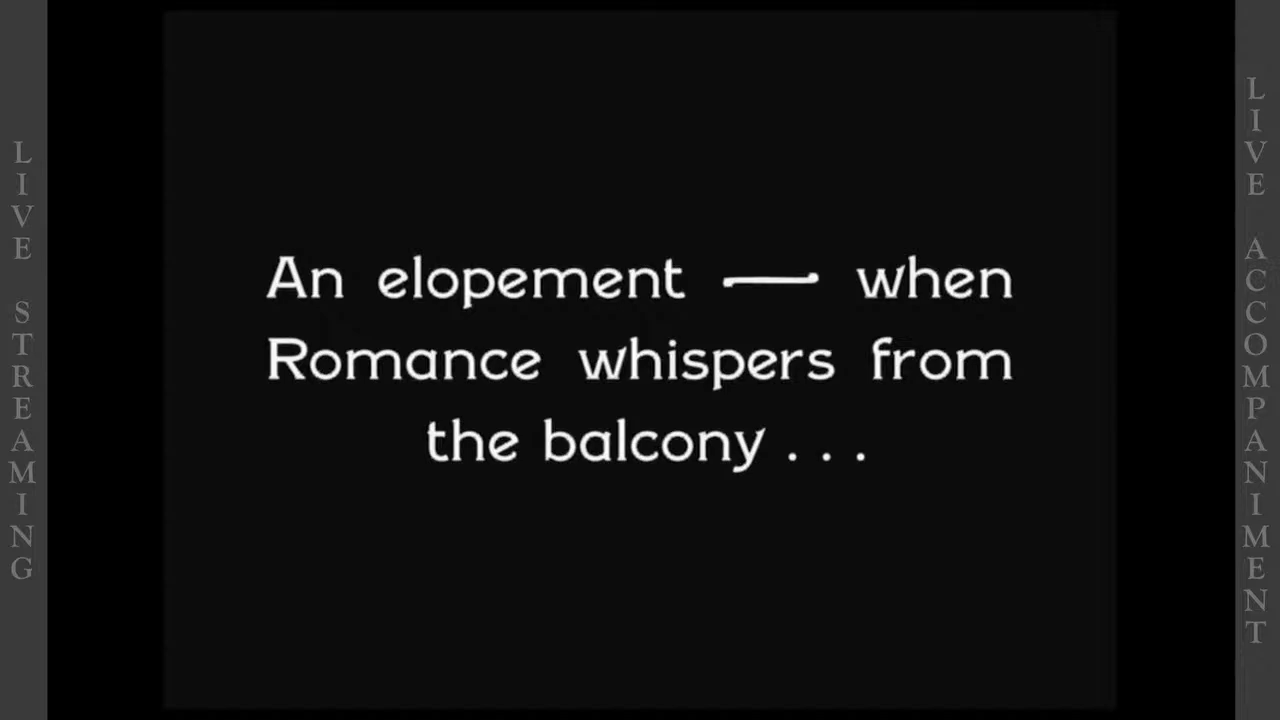 LIVE STREAMING
An elopement — when
Romance whispers from
the balcony . . .
LIVE ACCOMPANIMENT